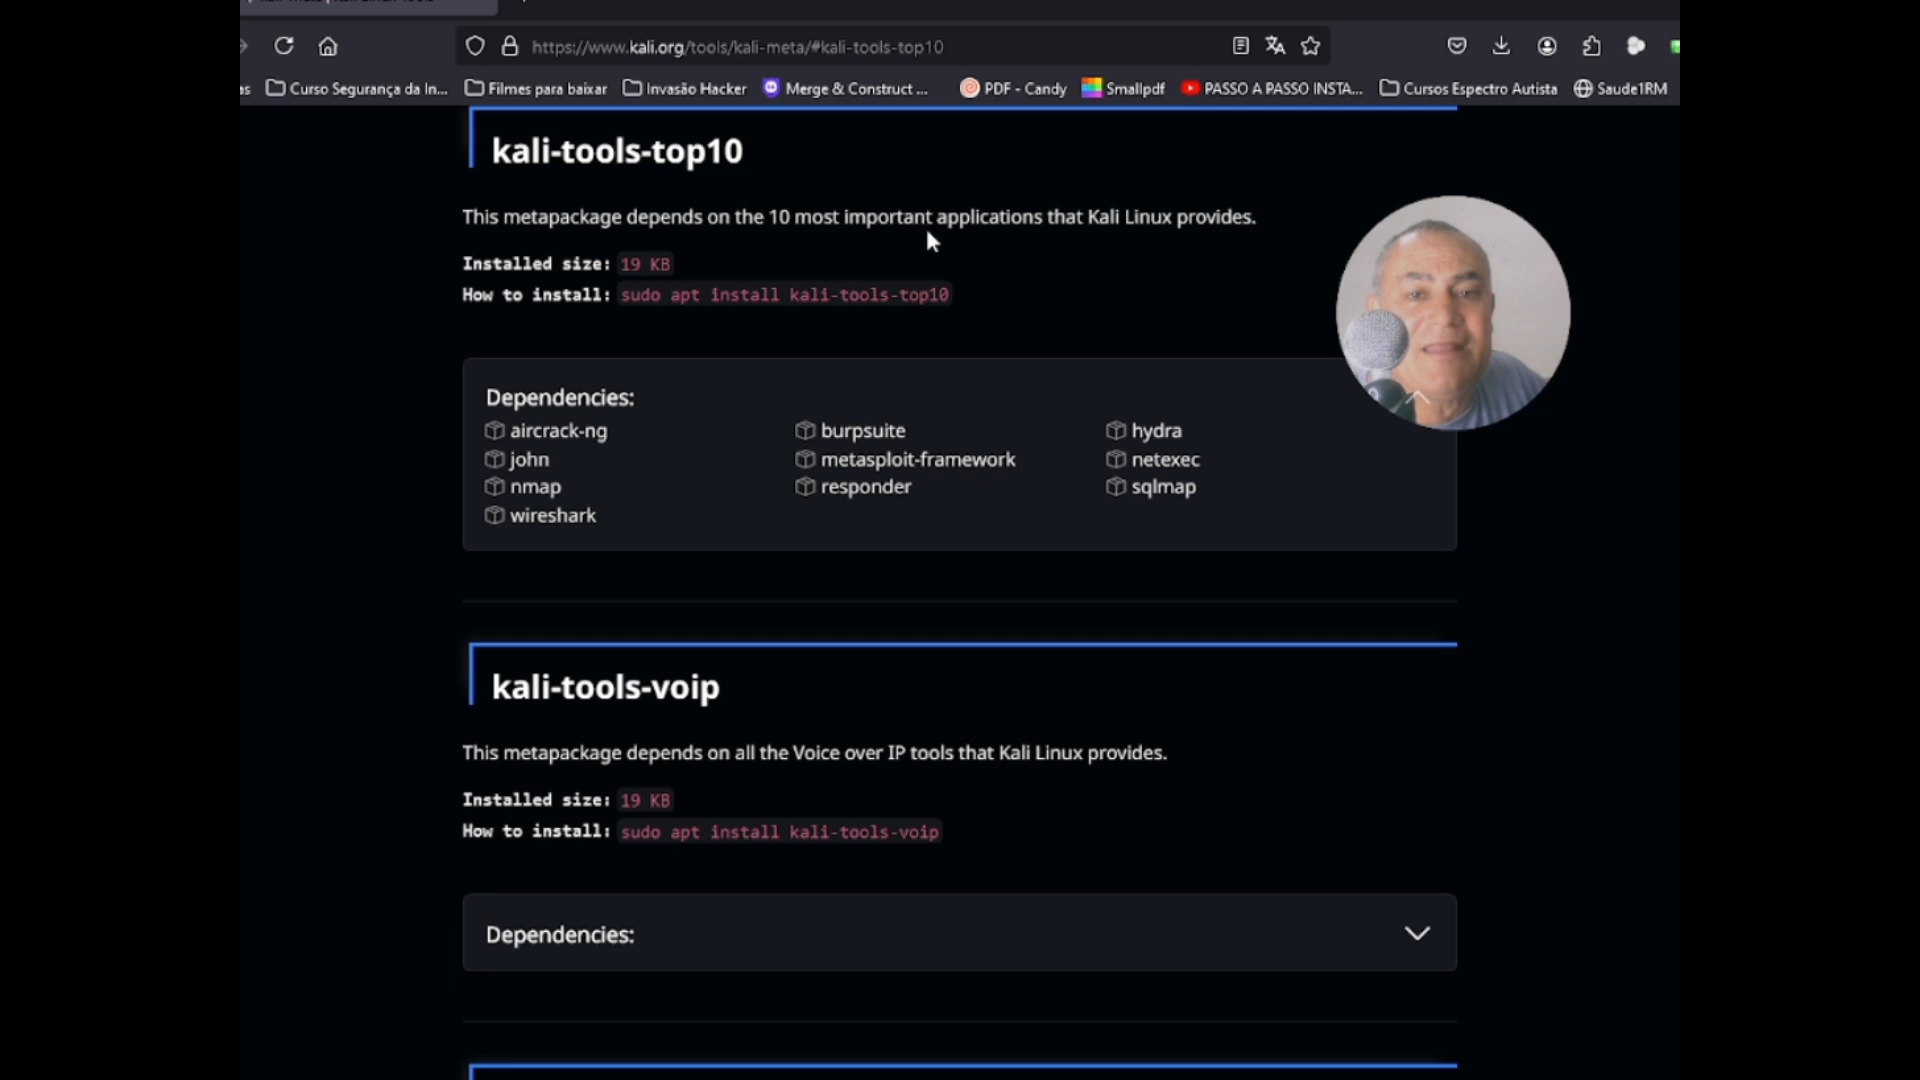 https://www.kali.org/tools/kali-meta/#kali-tools-top10
as Curso Segurança da In... Filmes para baixar Invasão Hacker Merge & Construct ... PDF - Candy Smallpdf PASSO A PASSO INSTA... Cursos Espectro Autista Saude1RM
kali-tools-top10
This metapackage depends on the 10 most important applications that Kali Linux provides.
Installed size: 19 KB
How to install: sudo apt install kali-tools-top10
Dependencies:
aircrack-ng burpsuite hydra
john metasploit-framework netexec
nmap responder sqlmap
wireshark
kali-tools-voip
This metapackage depends on all the Voice over IP tools that Kali Linux provides.
Installed size: 19 KB
How to install: sudo apt install kali-tools-voip
Dependencies: